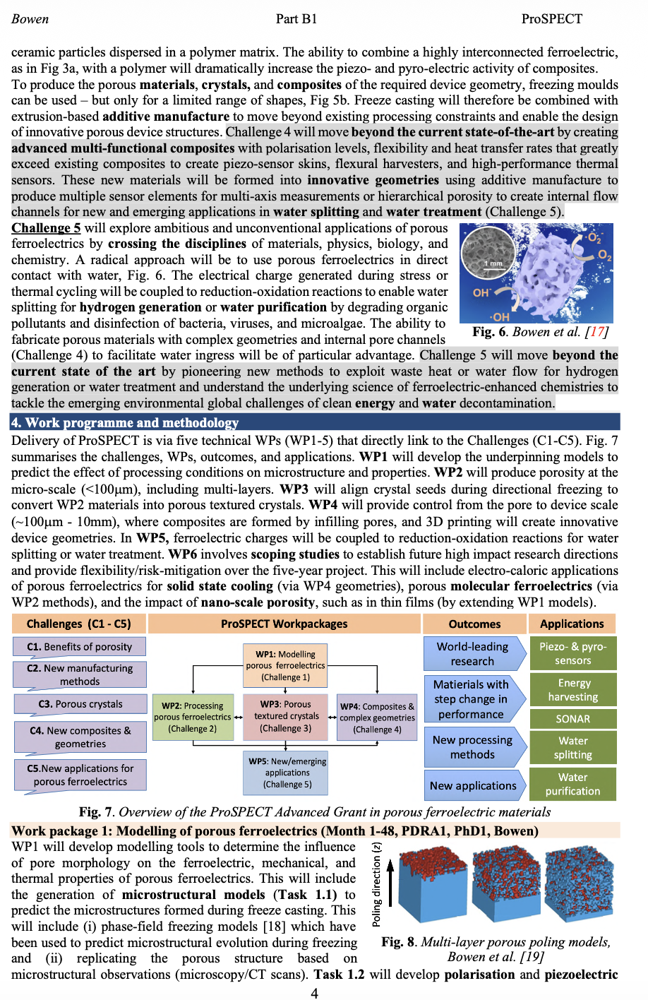 Bowen Part B1 ProSPECT
ceramic particles dispersed in a polymer matrix. The ability to combine a highly interconnected ferroelectric,
as in Fig 3a, with a polymer will dramatically increase the piezo- and pyro-electric activity of composites.
To produce the porous materials, crystals, and composites of the required device geometry, freezing moulds
can be used – but only for a limited range of shapes, Fig 5b. Freeze casting will therefore be combined with
extrusion-based additive manufacture to move beyond existing processing constraints and enable the design
of innovative porous device structures. Challenge 4 will move beyond the current state-of-the-art by creating
advanced multi-functional composites with polarisation levels, flexibility and heat transfer rates that greatly
exceed existing composites to create piezo-sensor skins, flexural harvesters, and high-performance thermal
sensors. These new materials will be formed into innovative geometries using additive manufacture to
produce multiple sensor elements for multi-axis measurements or hierarchical porosity to create internal flow
channels for new and emerging applications in water splitting and water treatment (Challenge 5).
Challenge 5 will explore ambitious and unconventional applications of porous
ferroelectrics by crossing the disciplines of materials, physics, biology, and
chemistry. A radical approach will be to use porous ferroelectrics in direct
contact with water, Fig. 6. The electrical charge generated during stress or
thermal cycling will be coupled to reduction-oxidation reactions to enable water
splitting for hydrogen generation or water purification by degrading organic
pollutants and disinfection of bacteria, viruses, and microalgae. The ability to
fabricate porous materials with complex geometries and internal pore channels
(Challenge 4) to facilitate water ingress will be of particular advantage. Challenge 5 will move beyond the
current state of the art by pioneering new methods to exploit waste heat or water flow for hydrogen
generation or water treatment and understand the underlying science of ferroelectric-enhanced chemistries to
tackle the emerging environmental global challenges of clean energy and water decontamination.
1 mm
·O₂⁻
O₂
OH⁻
·OH
Fig. 6. Bowen et al. [17]
4. Work programme and methodology
Delivery of ProSPECT is via five technical WPs (WP1-5) that directly link to the Challenges (C1-C5). Fig. 7
summarises the challenges, WPs, outcomes, and applications. WP1 will develop the underpinning models to
predict the effect of processing conditions on microstructure and properties. WP2 will produce porosity at the
micro-scale (<100μm), including multi-layers. WP3 will align crystal seeds during directional freezing to
convert WP2 materials into porous textured crystals. WP4 will provide control from the pore to device scale
(~100μm - 10mm), where composites are formed by infilling pores, and 3D printing will create innovative
device geometries. In WP5, ferroelectric charges will be coupled to reduction-oxidation reactions for water
splitting or water treatment. WP6 involves scoping studies to establish future high impact research directions
and provide flexibility/risk-mitigation over the five-year project. This will include electro-caloric applications
of porous ferroelectrics for solid state cooling (via WP4 geometries), porous molecular ferroelectrics (via
WP2 methods), and the impact of nano-scale porosity, such as in thin films (by extending WP1 models).
Challenges (C1 - C5)
C1. Benefits of porosity
C2. New manufacturing
methods
C3. Porous crystals
C4. New composites &
geometries
C5.New applications for
porous ferroelectrics
ProSPECT Workpackages
WP1: Modelling
porous ferroelectrics
(Challenge 1)
WP2: Processing
porous ferroelectrics
(Challenge 2)
WP3: Porous
textured crystals
(Challenge 3)
WP4: Composites &
complex geometries
(Challenge 4)
WP5: New/emerging
applications
(Challenge 5)
Outcomes
World-leading
research
Matierials with
step change in
performance
New processing
methods
New applications
Applications
Piezo- & pyro-
sensors
Energy
harvesting
SONAR
Water
splitting
Water
purification
Fig. 7. Overview of the ProSPECT Advanced Grant in porous ferroelectric materials
Work package 1: Modelling of porous ferroelectrics (Month 1-48, PDRA1, PhD1, Bowen)
WP1 will develop modelling tools to determine the influence
of pore morphology on the ferroelectric, mechanical, and
thermal properties of porous ferroelectrics. This will include
the generation of microstructural models (Task 1.1) to
predict the microstructures formed during freeze casting. This
will include (i) phase-field freezing models [18] which have
been used to predict microstructural evolution during freezing
and (ii) replicating the porous structure based on
microstructural observations (microscopy/CT scans). Task 1.2 will develop polarisation and piezoelectric
Poling direction (z)
Fig. 8. Multi-layer porous poling models,
Bowen et al. [19]
4